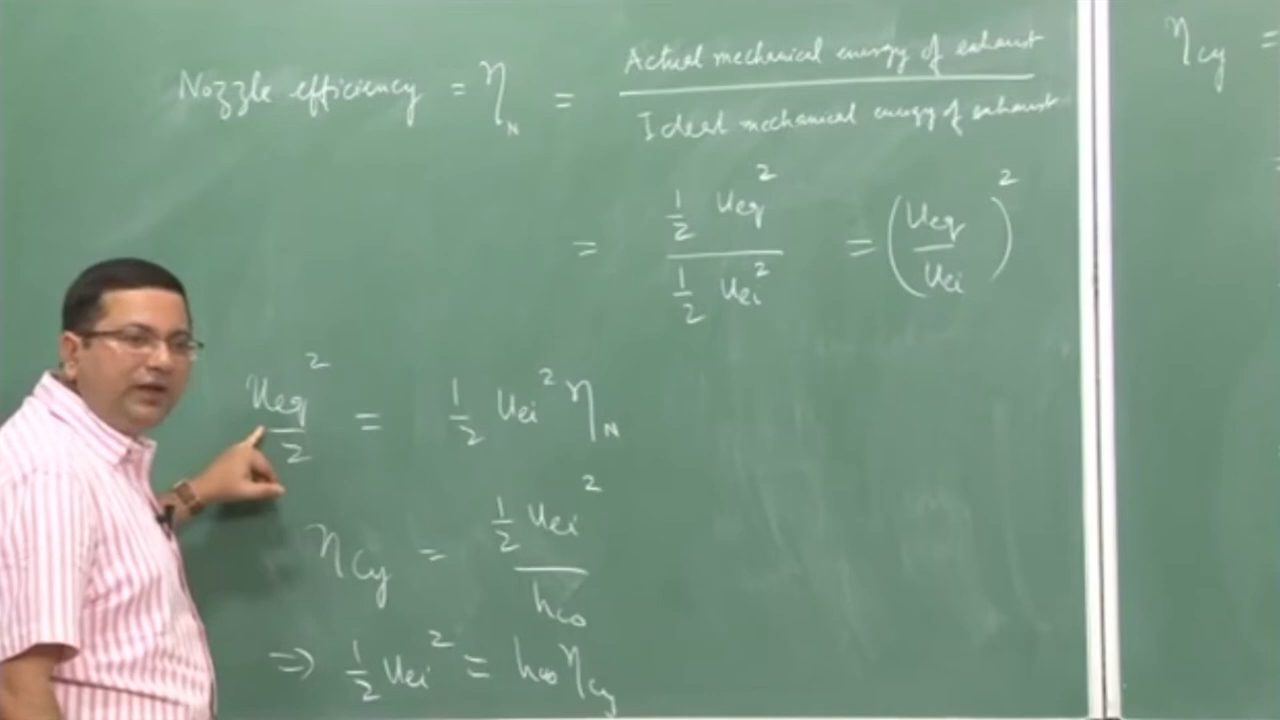 Nozzle efficiency = η_N = Actual mechanical energy of exhaust / Ideal mechanical energy of exhaust
= (1/2 u_eq²) / (1/2 u_ei²) = (u_eq / u_ei)²
u_eq² / 2 = 1/2 u_ei² η_N
η_cy = (1/2 u_ei²) / h_co
⇒ 1/2 u_ei² = h_co η_cy
η_cy =